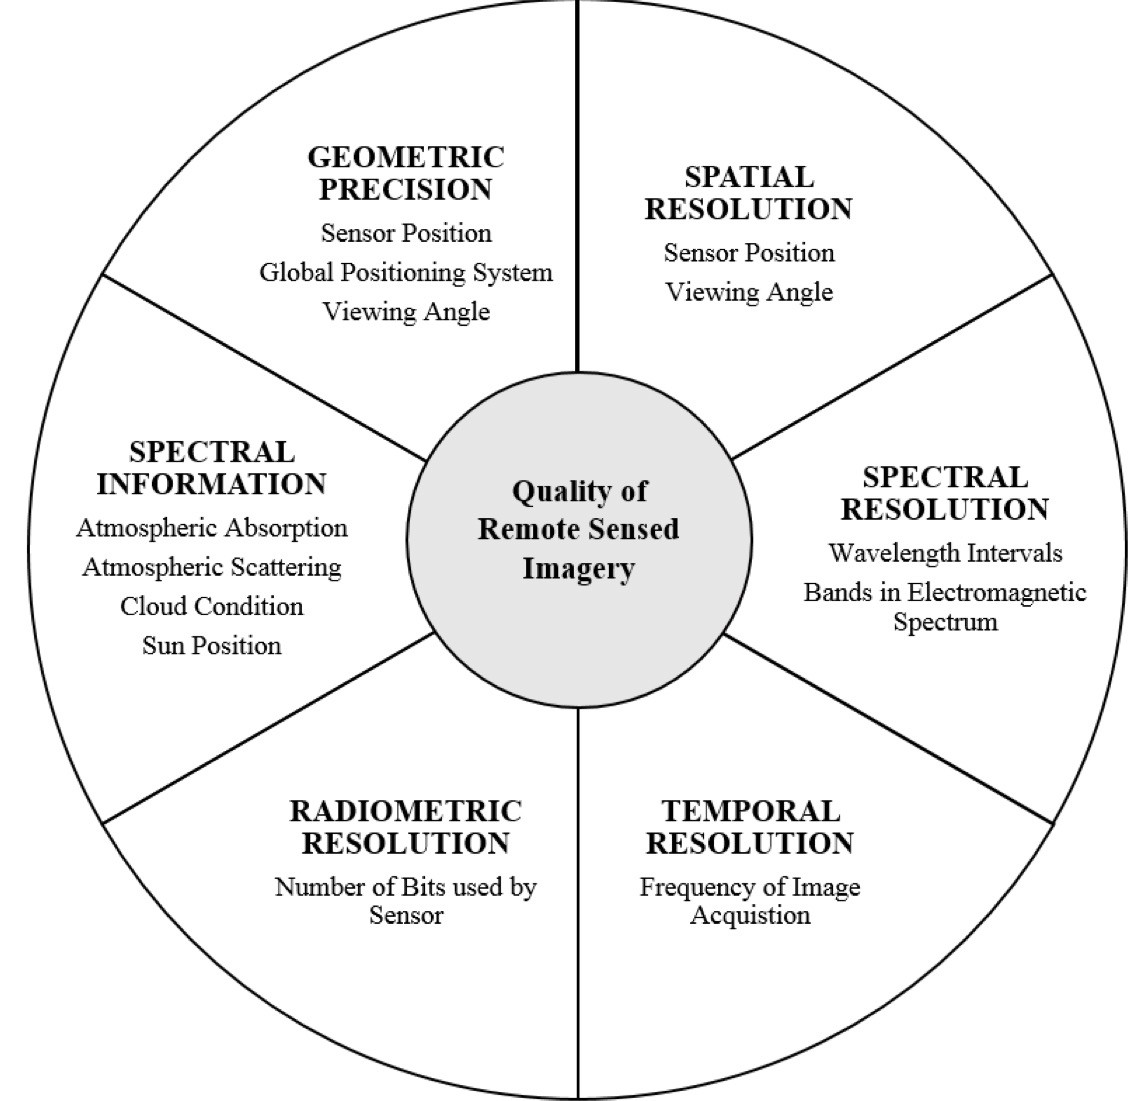 GEOMETRIC
PRECISION
Sensor Position
Global Positioning System
Viewing Angle
SPATIAL
RESOLUTION
Sensor Position
Viewing Angle
SPECTRAL
INFORMATION
Atmospheric Absorption
Atmospheric Scattering
Cloud Condition
Sun Position
Quality of
Remote Sensed
Imagery
SPECTRAL
RESOLUTION
Wavelength Intervals
Bands in Electromagnetic
Spectrum
RADIOMETRIC
RESOLUTION
Number of Bits used by
Sensor
TEMPORAL
RESOLUTION
Frequency of Image
Acquistion